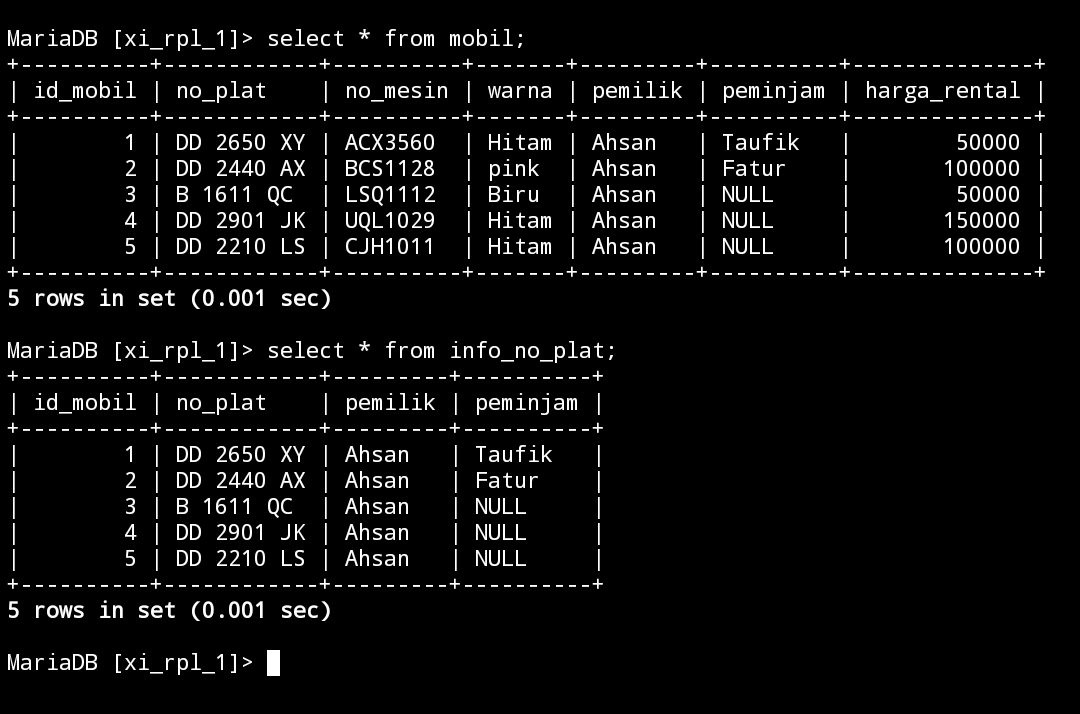 MariaDB [xi_rpl_1]> select * from mobil;
+----------+------------+----------+-------+---------+----------+--------------+
| id_mobil | no_plat    | no_mesin | warna | pemilik | peminjam | harga_rental |
+----------+------------+----------+-------+---------+----------+--------------+
|        1 | DD 2650 XY | ACX3560  | Hitam | Ahsan   | Taufik   |        50000 |
|        2 | DD 2440 AX | BCS1128  | pink  | Ahsan   | Fatur    |       100000 |
|        3 | B 1611 QC  | LSQ1112  | Biru  | Ahsan   | NULL     |        50000 |
|        4 | DD 2901 JK | UQL1029  | Hitam | Ahsan   | NULL     |       150000 |
|        5 | DD 2210 LS | CJH1011  | Hitam | Ahsan   | NULL     |       100000 |
+----------+------------+----------+-------+---------+----------+--------------+
5 rows in set (0.001 sec)

MariaDB [xi_rpl_1]> select * from info_no_plat;
+----------+------------+---------+----------+
| id_mobil | no_plat    | pemilik | peminjam |
+----------+------------+---------+----------+
|        1 | DD 2650 XY | Ahsan   | Taufik   |
|        2 | DD 2440 AX | Ahsan   | Fatur    |
|        3 | B 1611 QC  | Ahsan   | NULL     |
|        4 | DD 2901 JK | Ahsan   | NULL     |
|        5 | DD 2210 LS | Ahsan   | NULL     |
+----------+------------+---------+----------+
5 rows in set (0.001 sec)

MariaDB [xi_rpl_1]>